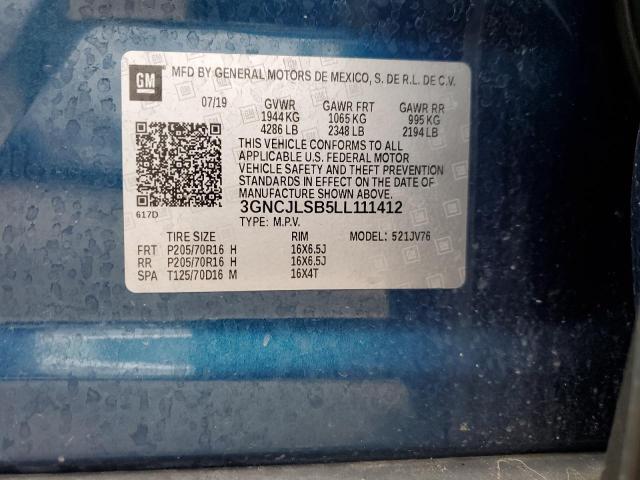 GM
MFD BY GENERAL MOTORS DE MEXICO, S. DE R.L. DE C.V.
07/19 GVWR GAWR FRT GAWR RR
1944 KG 1065 KG 995 KG
4286 LB 2348 LB 2194 LB
THIS VEHICLE CONFORMS TO ALL
APPLICABLE U.S. FEDERAL MOTOR
VEHICLE SAFETY AND THEFT PREVENTION
STANDARDS IN EFFECT ON THE DATE OF
MANUFACTURE SHOWN ABOVE.
617D 3GNCJLSB5LL111412
TYPE: M.P.V.
TIRE SIZE RIM MODEL: 521JV76
FRT P205/70R16 H 16X6.5J
RR P205/70R16 H 16X6.5J
SPA T125/70D16 M 16X4T